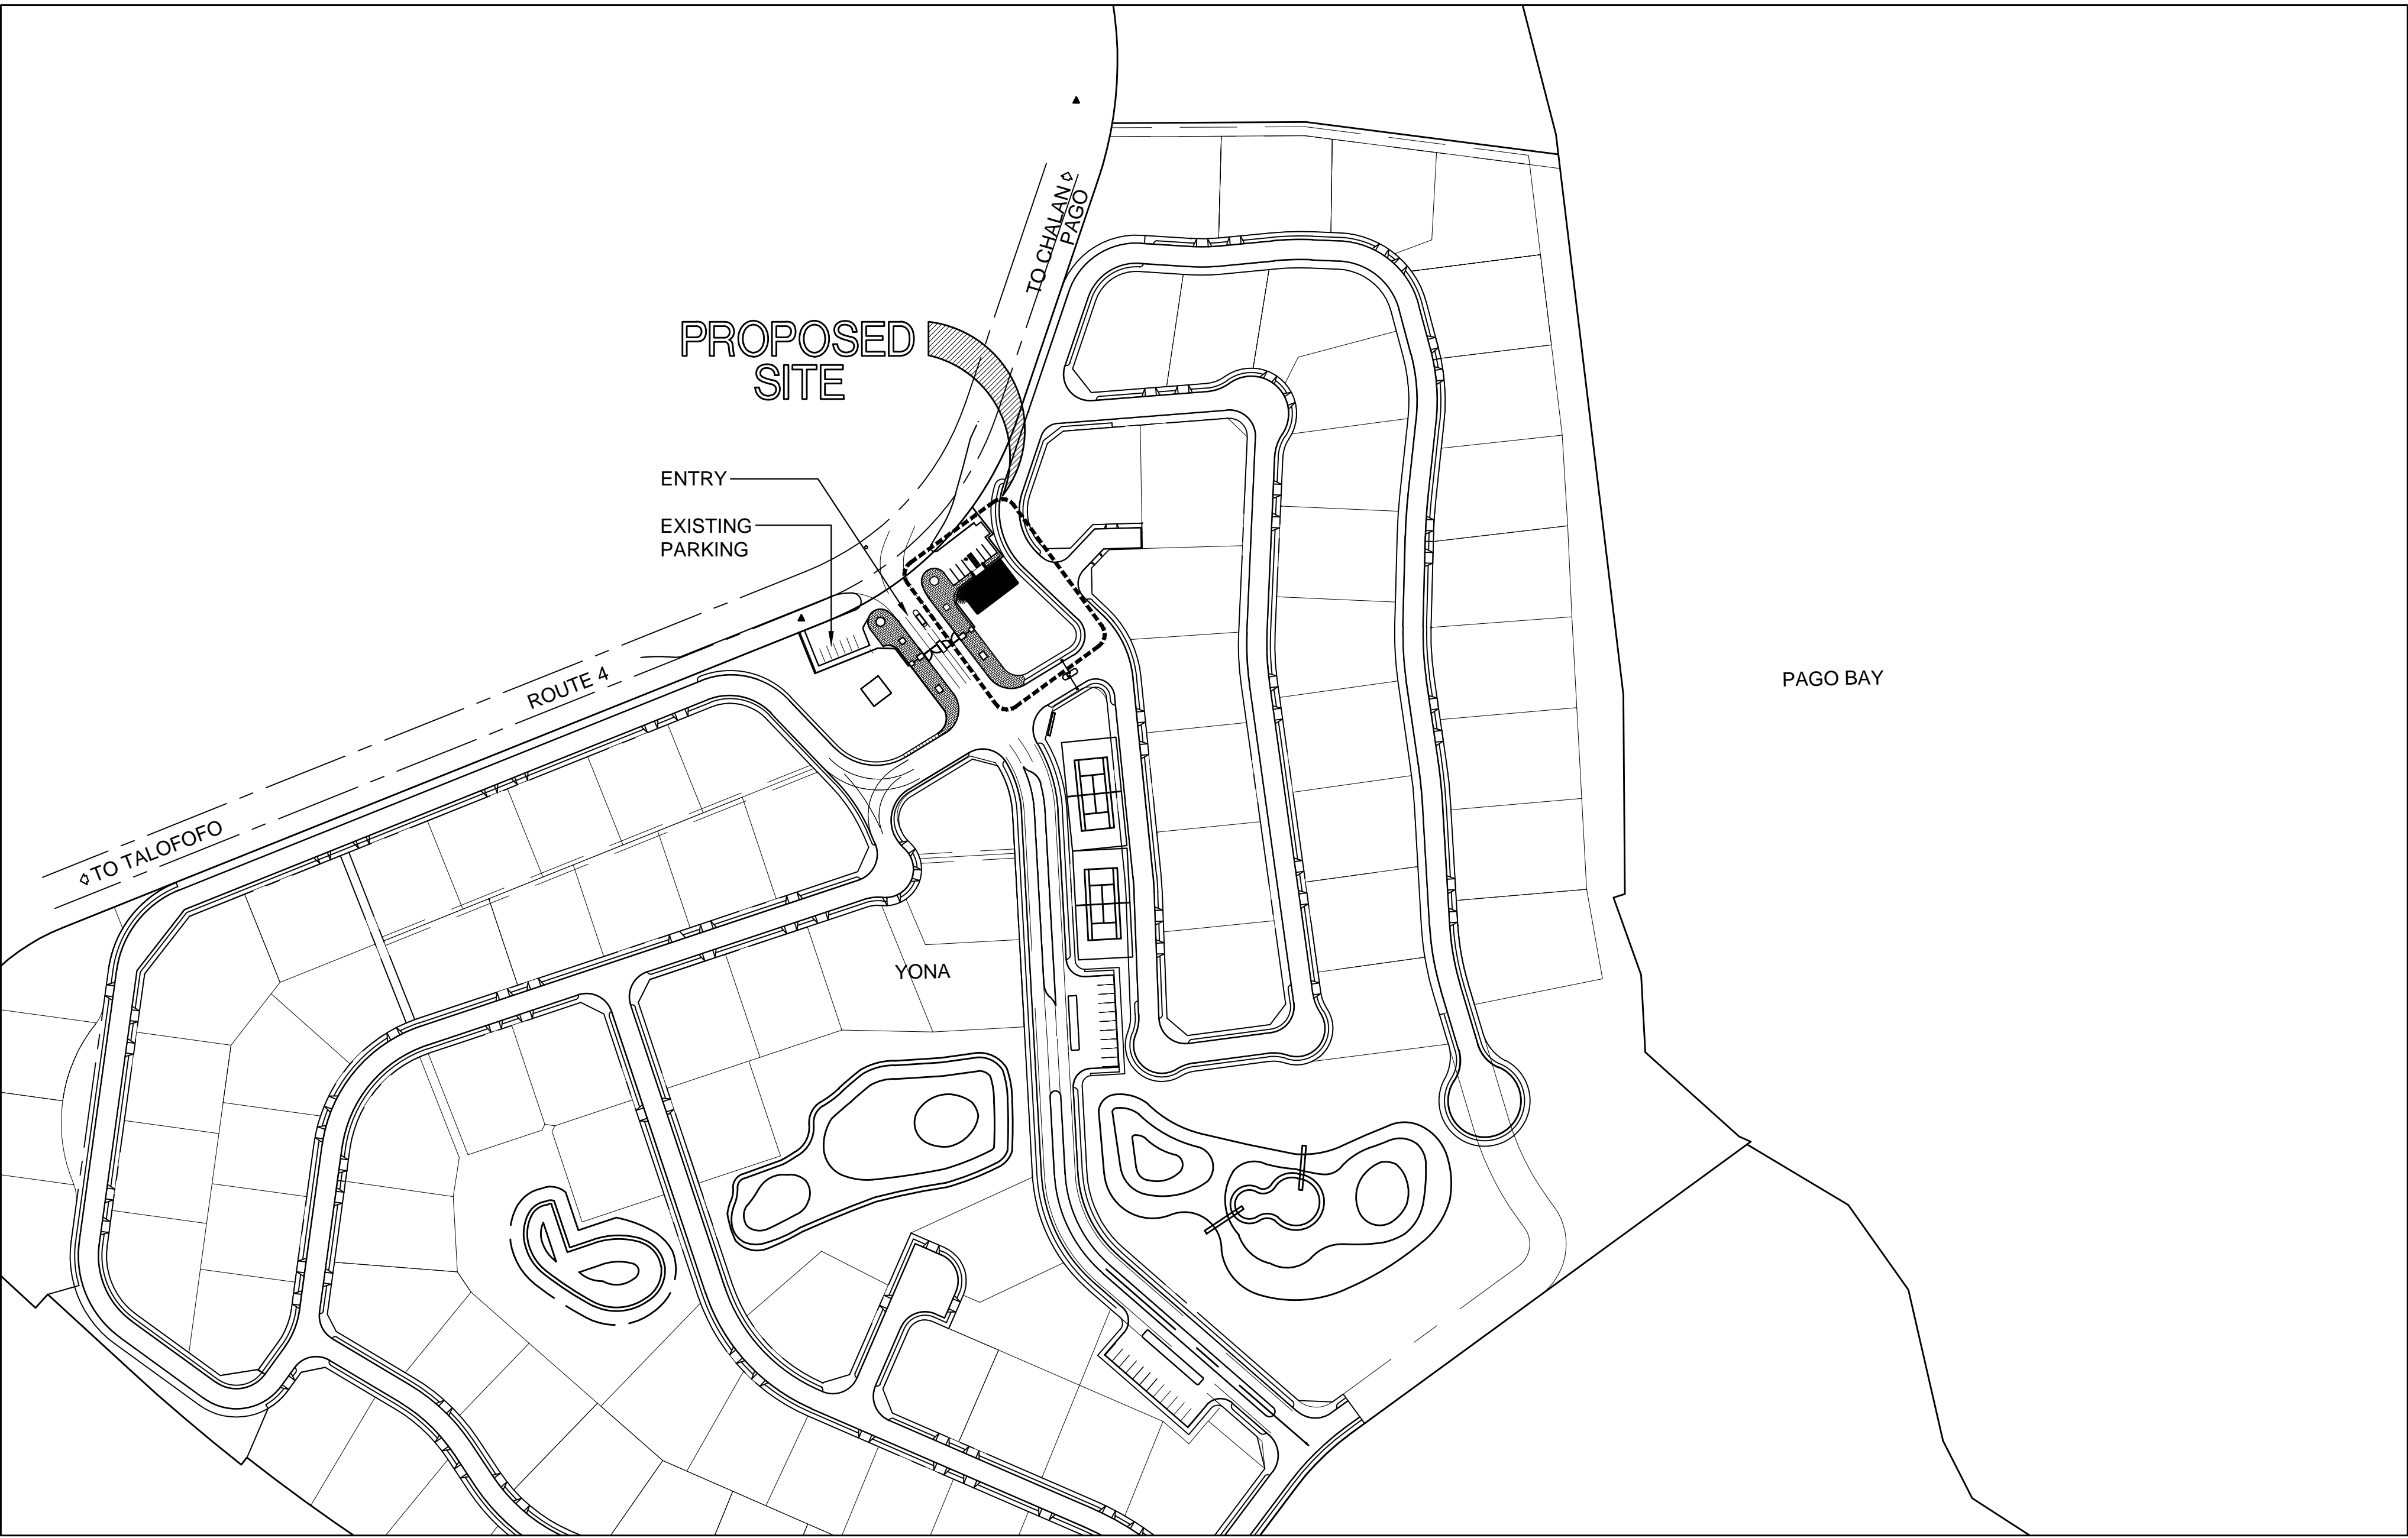 TO CHALAN
PAGO
PROPOSED
SITE
ENTRY
EXISTING
PARKING
ROUTE 4
PAGO BAY
TO TALOFOFO
YONA